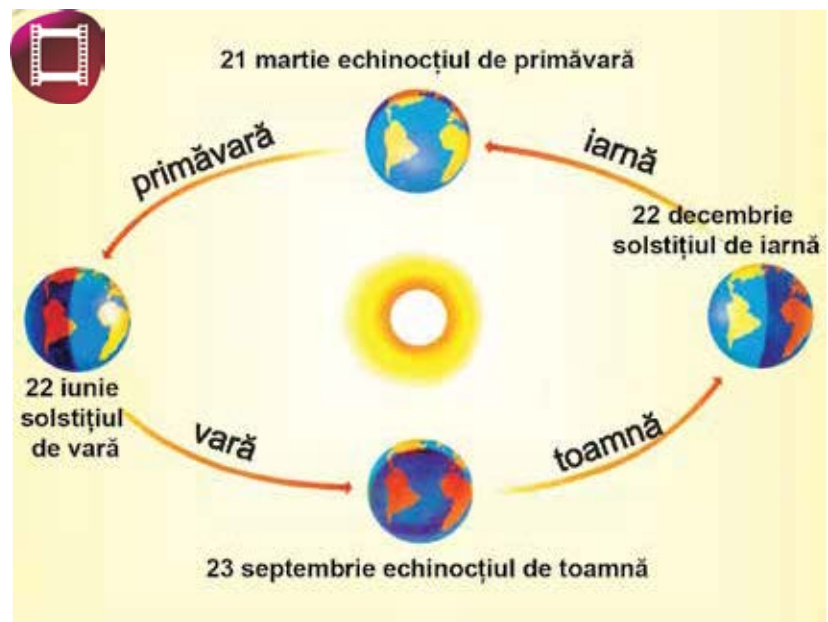 21 martie echinocțiul de primăvară
primăvară
iarnă
22 decembrie
solstițiul de iarnă
22 iunie
solstițiul
de vară
vară
toamnă
23 septembrie echinocțiul de toamnă